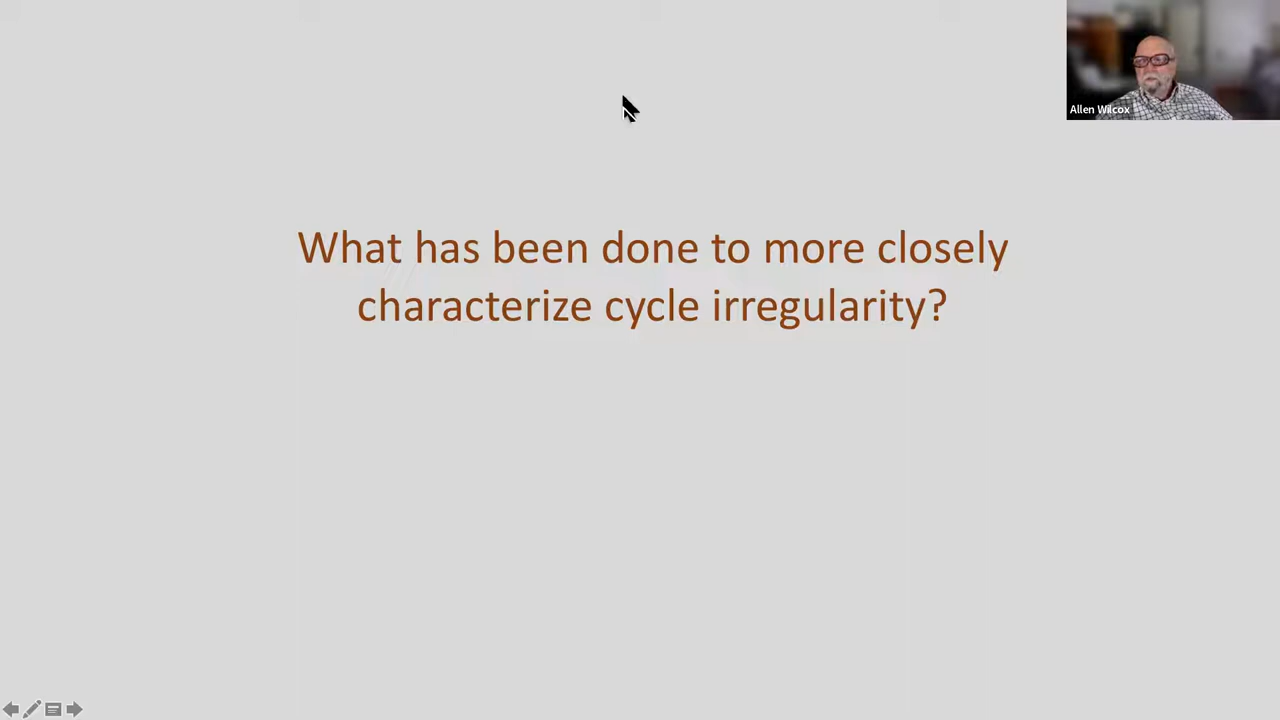 Allen Wilcox
What has been done to more closely
characterize cycle irregularity?